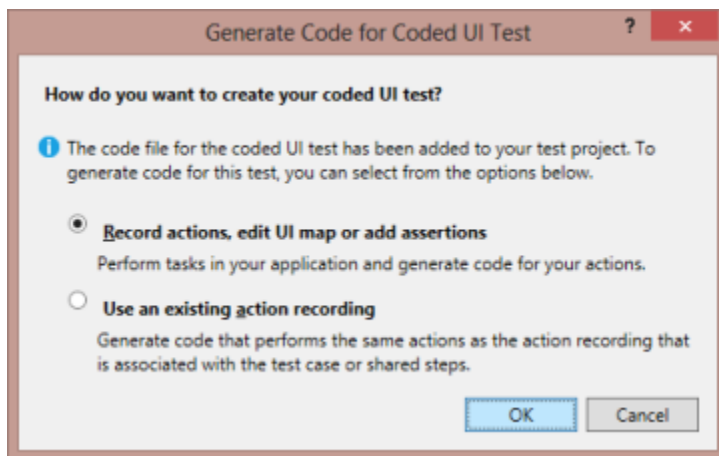 Generate Code for Coded UI Test
?
×
How do you want to create your coded UI test?
The code file for the coded UI test has been added to your test project. To
generate code for this test, you can select from the options below.
Record actions, edit UI map or add assertions
Perform tasks in your application and generate code for your actions.
Use an existing action recording
Generate code that performs the same actions as the action recording that
is associated with the test case or shared steps.
OK
Cancel